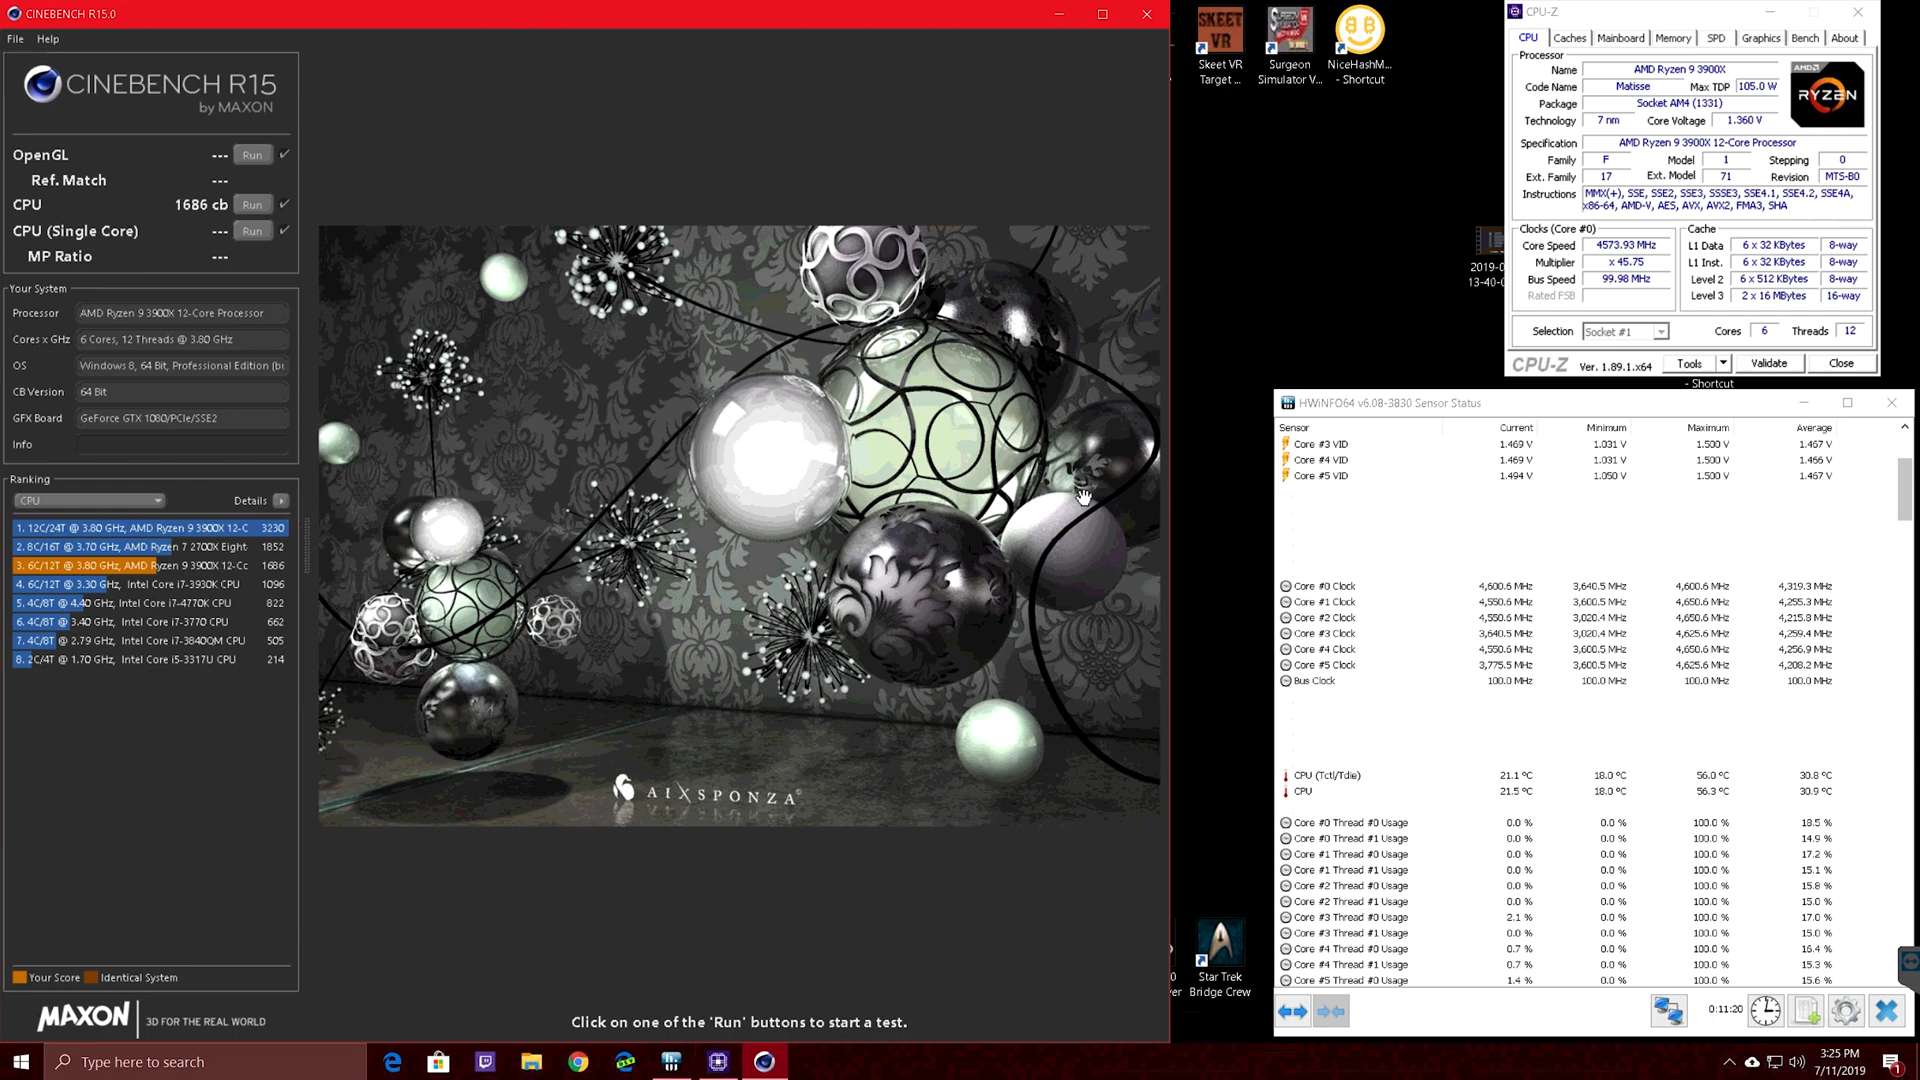 CINEBENCH R15.0
File Help
CINEBENCH R15
by MAXON
OpenGL --- Run
Ref. Match ---
CPU 1686 cb Run
CPU (Single Core) --- Run
MP Ratio ---
Your System
Processor AMD Ryzen 9 3900X 12-Core Processor
Cores x GHz 6 Cores, 12 Threads @ 3.80 GHz
OS Windows 8, 64 Bit, Professional Edition (bu
CB Version 64 Bit
GFX Board GeForce GTX 1080/PCIe/SSE2
Info
Ranking
CPU Details
1. 12C/24T @ 3.80 GHz, AMD Ryzen 9 3900X 12-C 3230
2. 8C/16T @ 3.70 GHz, AMD Ryzen 7 2700X Eight- 1852
3. 6C/12T @ 3.80 GHz, AMD Ryzen 9 3900X 12-Cc 1686
4. 6C/12T @ 3.30 GHz, Intel Core i7-3930K CPU 1096
5. 4C/8T @ 4.40 GHz, Intel Core i7-4770K CPU 822
6. 4C/8T @ 3.40 GHz, Intel Core i7-3770 CPU 662
7. 4C/8T @ 2.79 GHz, Intel Core i7-3840QM CPU 505
8. 2C/4T @ 1.70 GHz, Intel Core i5-3317U CPU 214
Your Score Identical System
MAXON 3D FOR THE REAL WORLD
AIXSPONZA
Click on one of the 'Run' buttons to start a test.
SKEET VR
Skeet VR Target ...
Surgeon Simulator V...
NiceHashM... - Shortcut
2019-0
13-40-0
- Shortcut
Star Trek Bridge Crew
CPU-Z
CPU Caches Mainboard Memory SPD Graphics Bench About
Processor
Name AMD Ryzen 9 3900X
Code Name Matisse Max TDP 105.0 W
Package Socket AM4 (1331)
Technology 7 nm Core Voltage 1.360 V
AMD
RYZEN
Specification AMD Ryzen 9 3900X 12-Core Processor
Family F Model 1 Stepping 0
Ext. Family 17 Ext. Model 71 Revision MTS-B0
Instructions MMX(+), SSE, SSE2, SSE3, SSSE3, SSE4.1, SSE4.2, SSE4A,
x86-64, AMD-V, AES, AVX, AVX2, FMA3, SHA
Clocks (Core #0) Cache
Core Speed 4573.93 MHz L1 Data 6 x 32 KBytes 8-way
Multiplier x 45.75 L1 Inst. 6 x 32 KBytes 8-way
Bus Speed 99.98 MHz Level 2 6 x 512 KBytes 8-way
Rated FSB Level 3 2 x 16 MBytes 16-way
Selection Socket #1 Cores 6 Threads 12
CPU-Z Ver. 1.89.1.x64 Tools Validate Close
HWiNFO64 v6.08-3830 Sensor Status
Sensor Current Minimum Maximum Average
Core #3 VID 1.469 V 1.031 V 1.500 V 1.467 V
Core #4 VID 1.469 V 1.031 V 1.500 V 1.466 V
Core #5 VID 1.494 V 1.050 V 1.500 V 1.467 V
Core #0 Clock 4,600.6 MHz 3,640.5 MHz 4,600.6 MHz 4,319.3 MHz
Core #1 Clock 4,550.6 MHz 3,600.5 MHz 4,650.6 MHz 4,255.3 MHz
Core #2 Clock 4,550.6 MHz 3,020.4 MHz 4,650.6 MHz 4,215.8 MHz
Core #3 Clock 3,640.5 MHz 3,020.4 MHz 4,625.6 MHz 4,259.4 MHz
Core #4 Clock 4,550.6 MHz 3,600.5 MHz 4,650.6 MHz 4,256.9 MHz
Core #5 Clock 3,775.5 MHz 3,600.5 MHz 4,625.6 MHz 4,208.2 MHz
Bus Clock 100.0 MHz 100.0 MHz 100.0 MHz 100.0 MHz
CPU (Tctl/Tdie) 21.1 °C 18.0 °C 56.0 °C 30.8 °C
CPU 21.5 °C 18.0 °C 56.3 °C 30.9 °C
Core #0 Thread #0 Usage 0.0 % 0.0 % 100.0 % 18.5 %
Core #0 Thread #1 Usage 0.0 % 0.0 % 100.0 % 14.9 %
Core #1 Thread #0 Usage 0.0 % 0.0 % 100.0 % 17.2 %
Core #1 Thread #1 Usage 0.0 % 0.0 % 100.0 % 15.1 %
Core #2 Thread #0 Usage 0.0 % 0.0 % 100.0 % 15.8 %
Core #2 Thread #1 Usage 0.0 % 0.0 % 100.0 % 15.0 %
Core #3 Thread #0 Usage 2.1 % 0.0 % 100.0 % 17.0 %
Core #3 Thread #1 Usage 0.0 % 0.0 % 100.0 % 15.0 %
Core #4 Thread #0 Usage 0.7 % 0.0 % 100.0 % 16.4 %
Core #4 Thread #1 Usage 0.7 % 0.0 % 100.0 % 15.3 %
Core #5 Thread #0 Usage 1.4 % 0.0 % 100.0 % 15.6 %
0:11:20
Type here to search
3:25 PM
7/11/2019
1